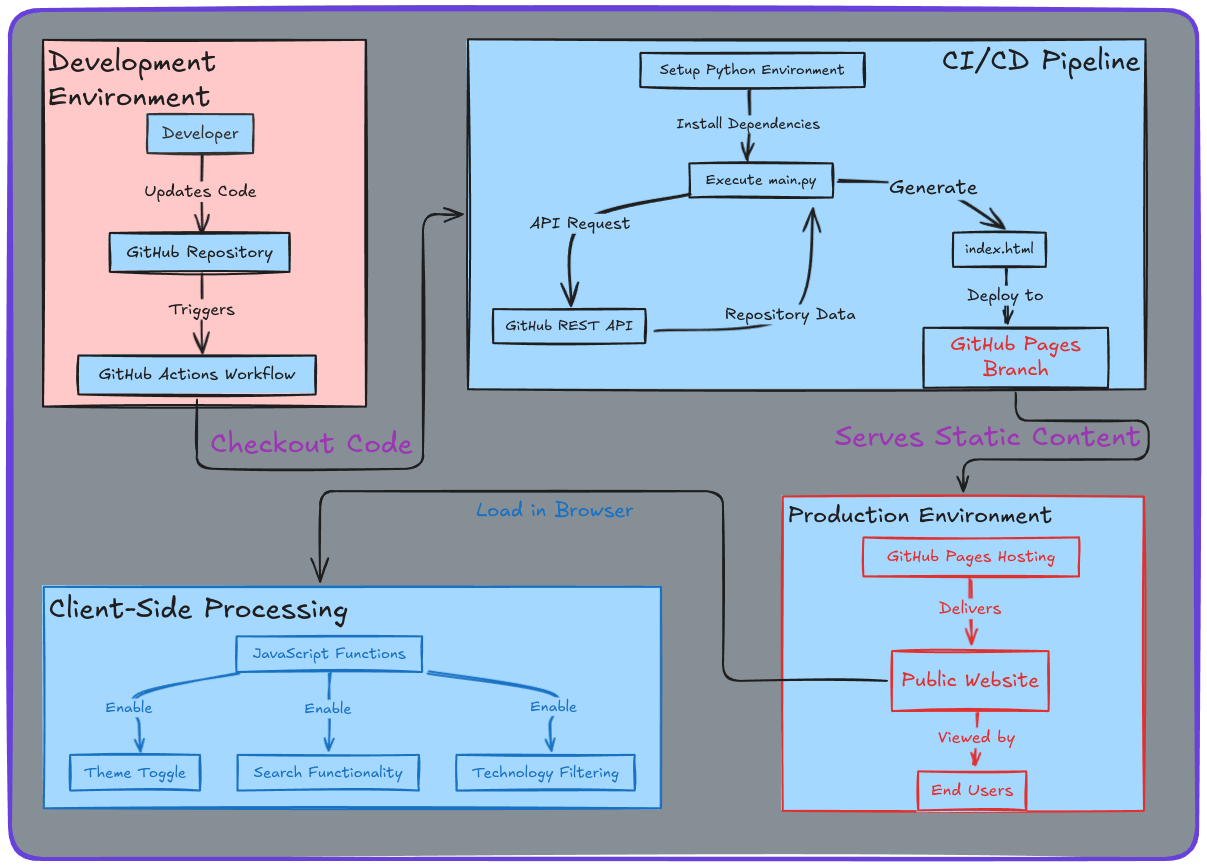 Development
Environment
Developer
Updates Code
GitHub Repository
Triggers
GitHub Actions Workflow
Checkout Code
CI/CD Pipeline
Setup Python Environment
Install Dependencies
Execute main.py
Generate
API Request
index.html
GitHub REST API
Repository Data
Deploy to
GitHub Pages
Branch
Serves Static Content
Production Environment
GitHub Pages Hosting
Delivers
Public Website
Viewed by
End Users
Load in Browser
Client-Side Processing
JavaScript Functions
Enable
Enable
Enable
Theme Toggle
Search Functionality
Technology Filtering